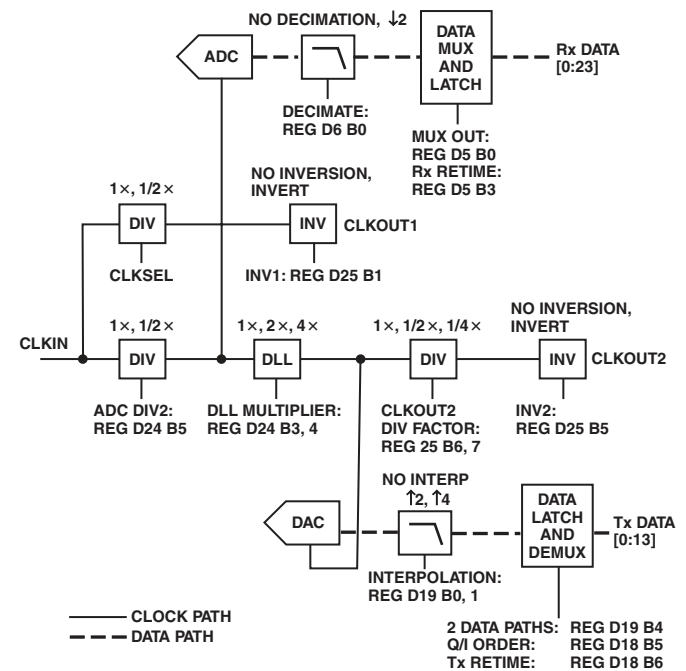 NO DECIMATION, ↓2
ADC
DATA
MUX
AND
LATCH
Rx DATA
[0:23]
DECIMATE:
REG D6 B0
MUX OUT:
REG D5 B0
Rx RETIME:
REG D5 B3
NO INVERSION,
INVERT
1×, 1/2×
DIV
INV
CLKOUT1
CLKSEL
INV1: REG D25 B1
NO INVERSION,
INVERT
CLKIN
1×, 1/2×
1×, 2×, 4×
1×, 1/2×, 1/4×
DIV
DLL
DIV
INV
CLKOUT2
ADC DIV2:
REG D24 B5
DLL MULTIPLIER:
REG D24 B3, 4
CLKOUT2
DIV FACTOR:
REG 25 B6, 7
INV2:
REG D25 B5
NO INTERP
↑2, ↑4
DAC
DATA
LATCH
AND
DEMUX
Tx DATA
[0:13]
INTERPOLATION:
REG D19 B0, 1
CLOCK PATH
DATA PATH
2 DATA PATHS: REG D19 B4
Q/I ORDER: REG D18 B5
Tx RETIME: REG D18 B6